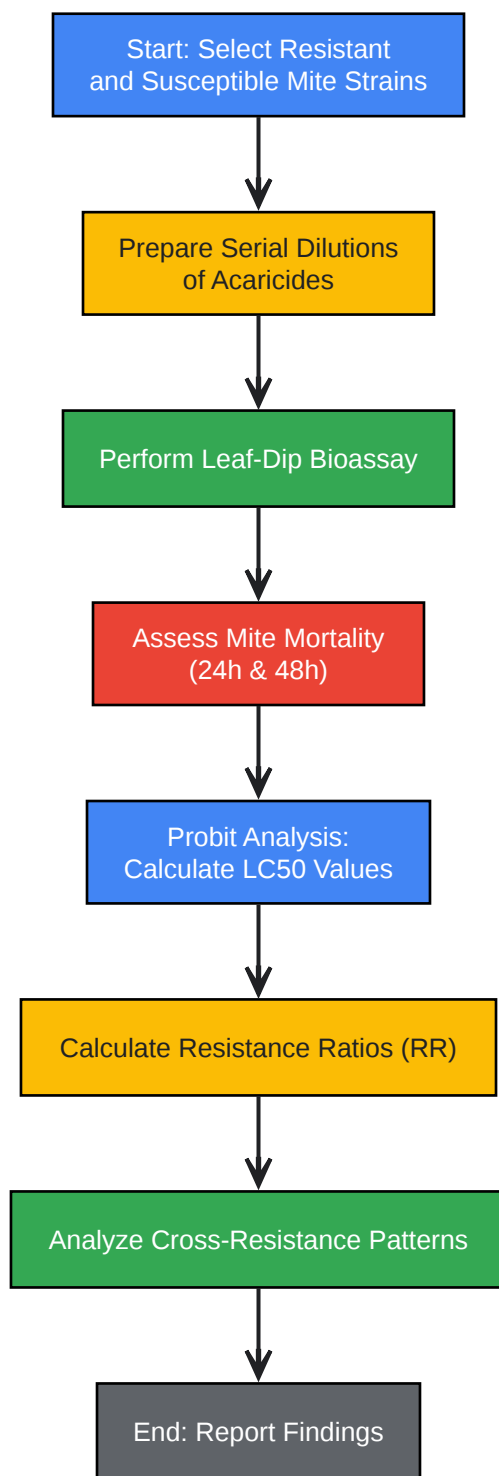 Start: Select Resistant
and Susceptible Mite Strains
Prepare Serial Dilutions
of Acaricides
Perform Leaf-Dip Bioassay
Assess Mite Mortality
(24h & 48h)
Probit Analysis:
Calculate LC50 Values
Calculate Resistance Ratios (RR)
Analyze Cross-Resistance Patterns
End: Report Findings